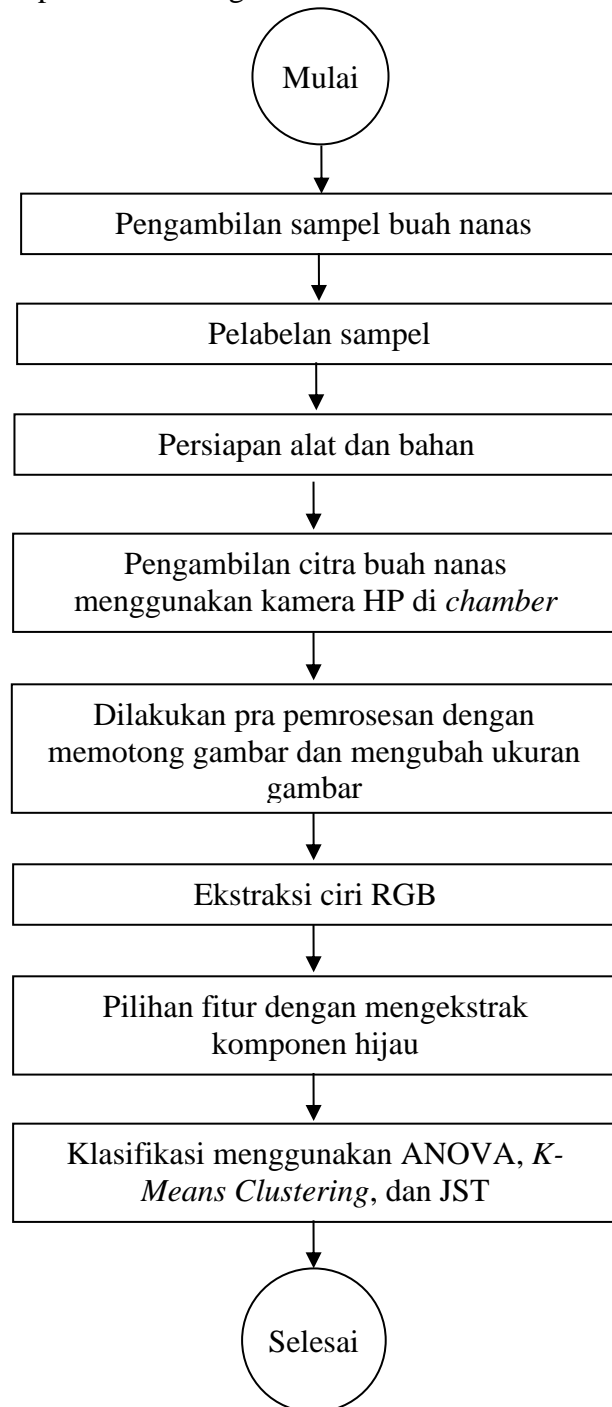 Mulai
Pengambilan sampel buah nanas
Pelabelan sampel
Persiapan alat dan bahan
Pengambilan citra buah nanas
menggunakan kamera HP di chamber
Dilakukan pra pemrosesan dengan
memotong gambar dan mengubah ukuran
gambar
Ekstraksi ciri RGB
Pilihan fitur dengan mengekstrak
komponen hijau
Klasifikasi menggunakan ANOVA, K-
Means Clustering, dan JST
Selesai